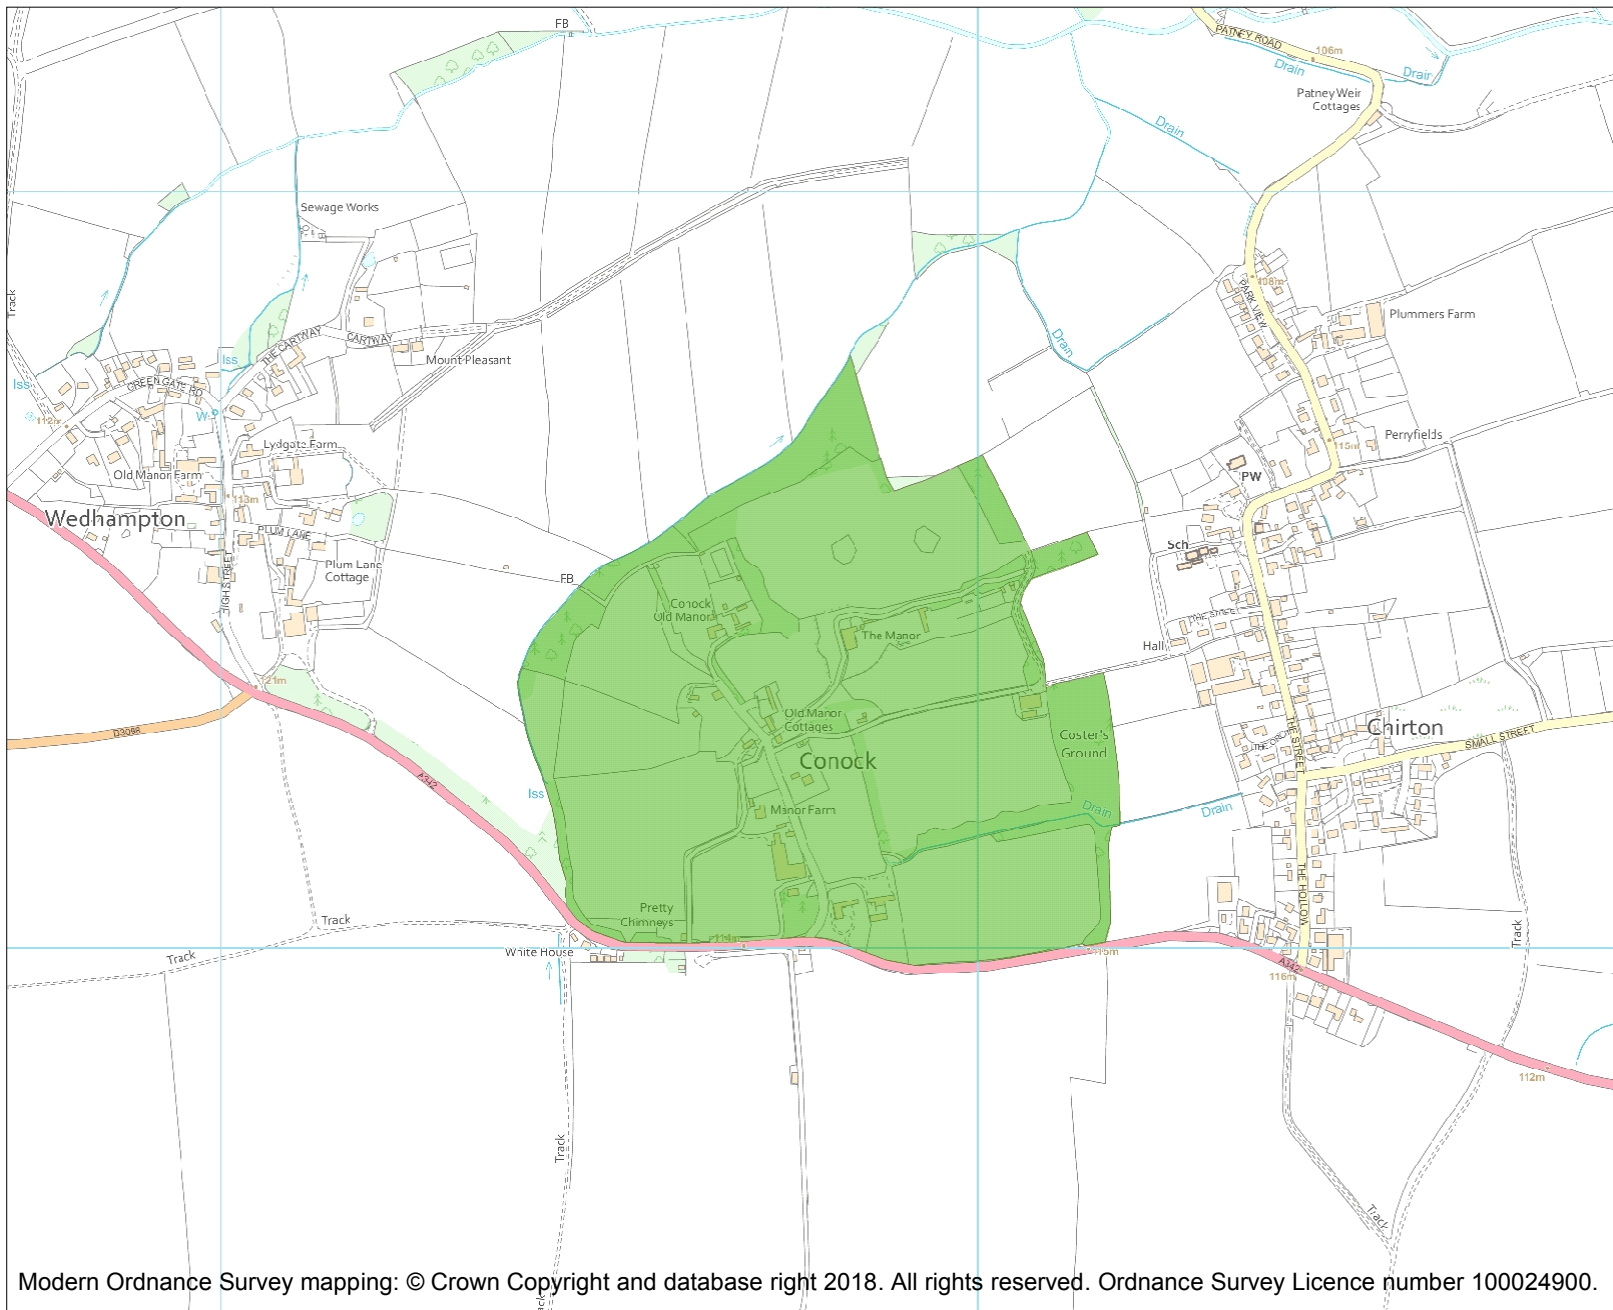 FB
PATNEY ROAD
106m
Drain
Drain
Patney Weir
Cottages
Drain
Sewage Works
Track
108m
PARK VIEW
Plummers Farm
THE CARTWAY
CARTWAY
Mount Pleasant
Iss
Iss
GREEN GATE RD
Drain
W
112m
Lydgate Farm
115m
Perryfields
Old Manor Farm
113m
PW
Wedhampton
PLUM LANE
Sch
Plum Lane
Cottage
HIGH STREET
FB
Conock
Old Manor
The Manor
Hall
121m
D3098
Old Manor
Cottages
Coster's
Ground
THE STREET
Chirton
SMALL STREET
Conock
A342
Iss
Manor Farm
Drain
Drain
THE HOLLOW
Pretty
Chimneys
Track
114m
Track
White House
Track
115m
A342
116m
112m
Track
Track
Modern Ordnance Survey mapping: © Crown Copyright and database right 2018. All rights reserved. Ordnance Survey Licence number 100024900.